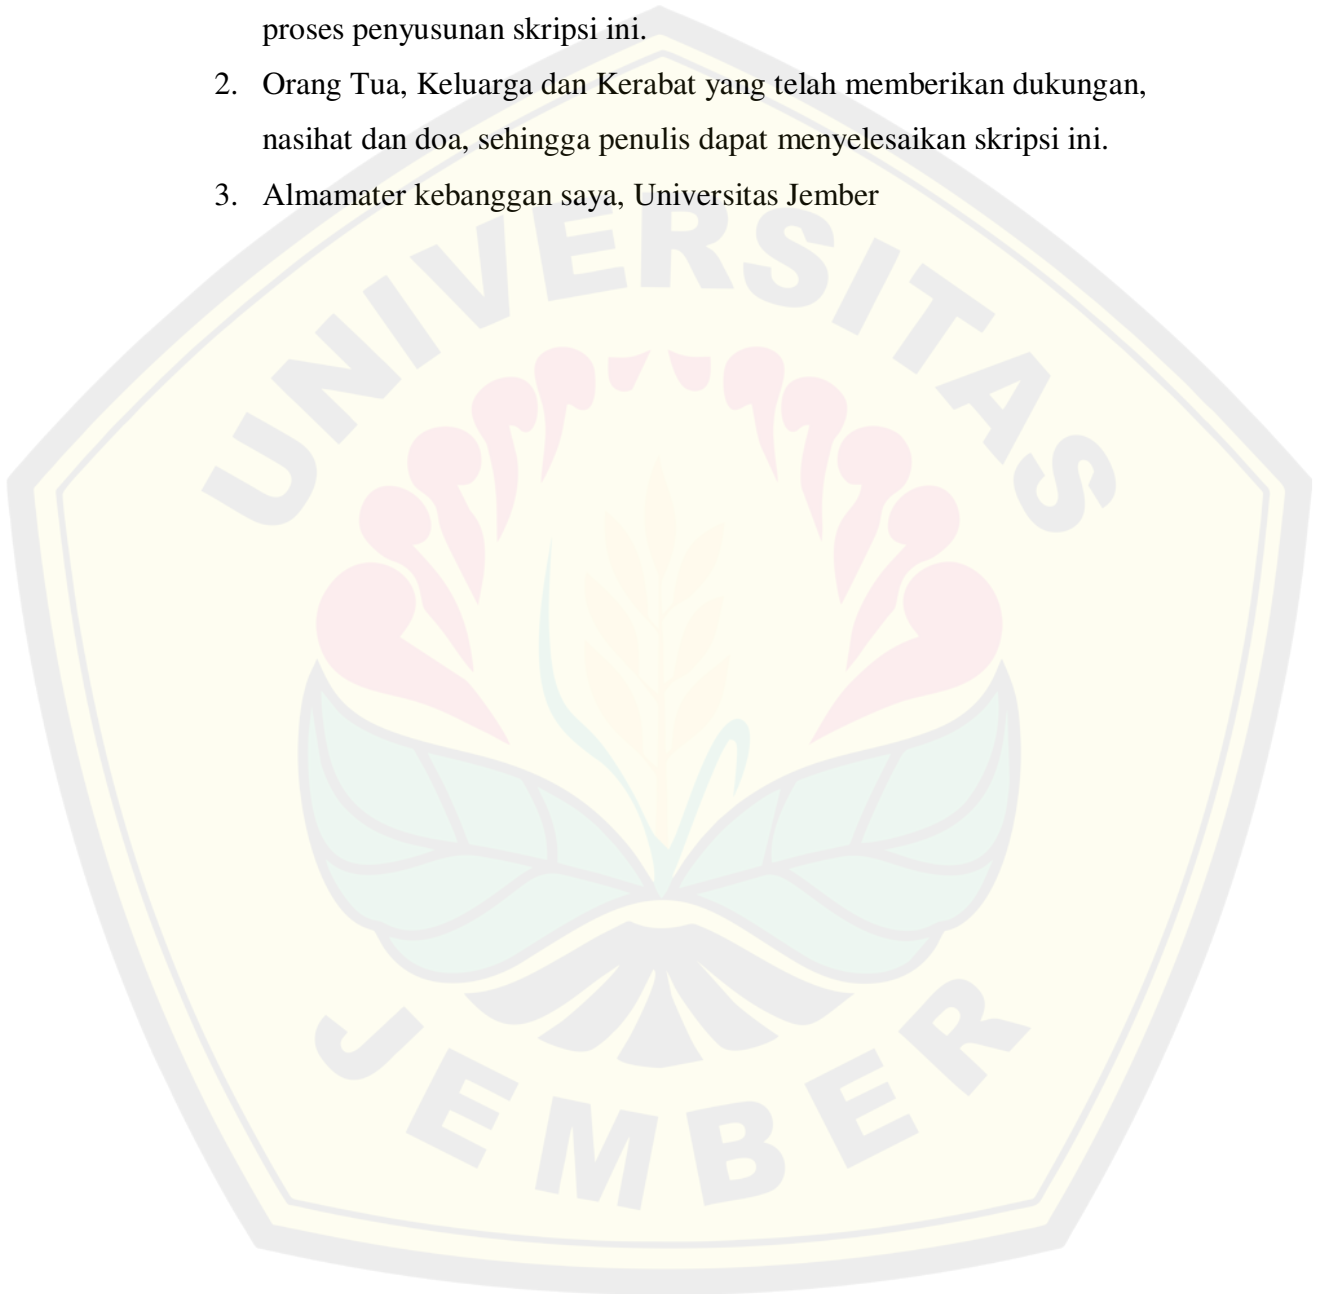 proses penyusunan skripsi ini.
2. Orang Tua, Keluarga dan Kerabat yang telah memberikan dukungan,
nasihat dan doa, sehingga penulis dapat menyelesaikan skripsi ini.
3. Almamater kebanggan saya, Universitas Jember
UNIVERSITAS
JEMBER